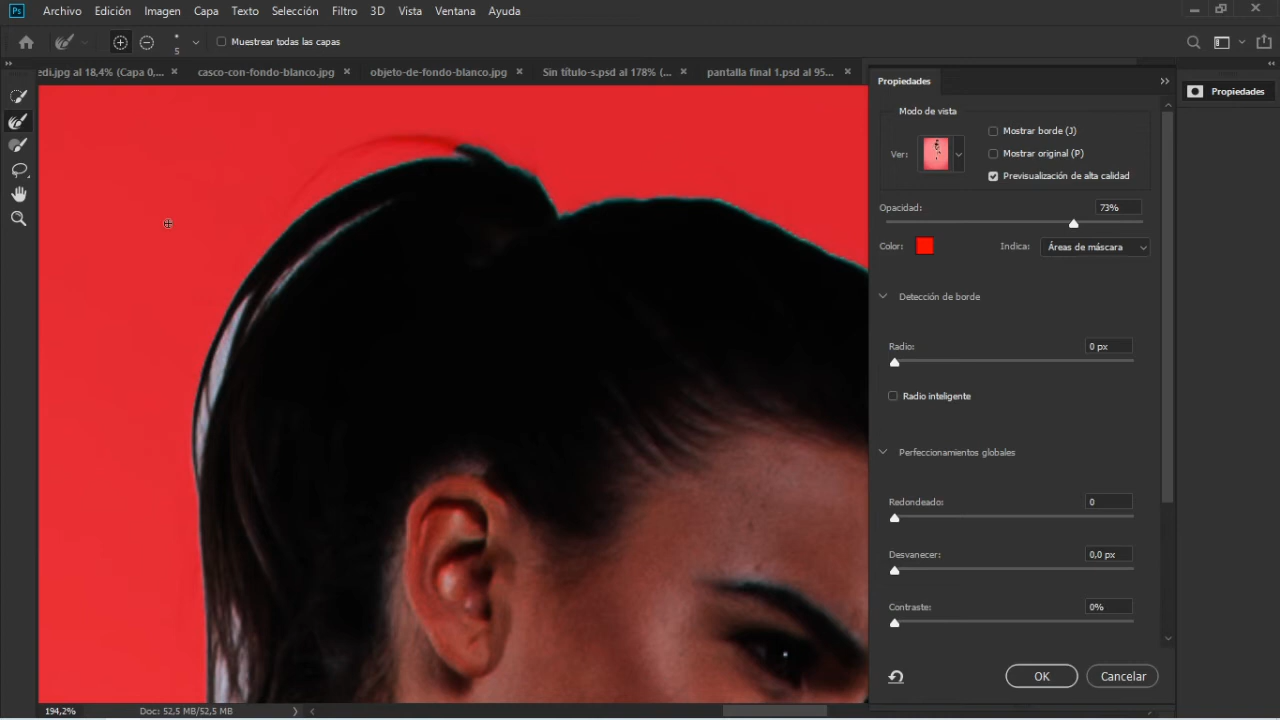 Ps Archivo Edición Imagen Capa Texto Selección Filtro 3D Vista Ventana Ayuda
5 Muestrear todas las capas
edi.jpg al 18,4% (Capa 0,... × casco-con-fondo-blanco.jpg × objeto-de-fondo-blanco.jpg × Sin título-s.psd al 178% (... × pantalla final 1.psd al 95... ×
Propiedades
Propiedades
Modo de vista
Ver:
Mostrar borde (J)
Mostrar original (P)
Previsualización de alta calidad
Opacidad: 73%
Color: Indica: Áreas de máscara
Detección de borde
Radio: 0 px
Radio inteligente
Perfeccionamientos globales
Redondeado: 0
Desvanecer: 0,0 px
Contraste: 0%
OK Cancelar
194,2% Doc: 52,5 MB/52,5 MB